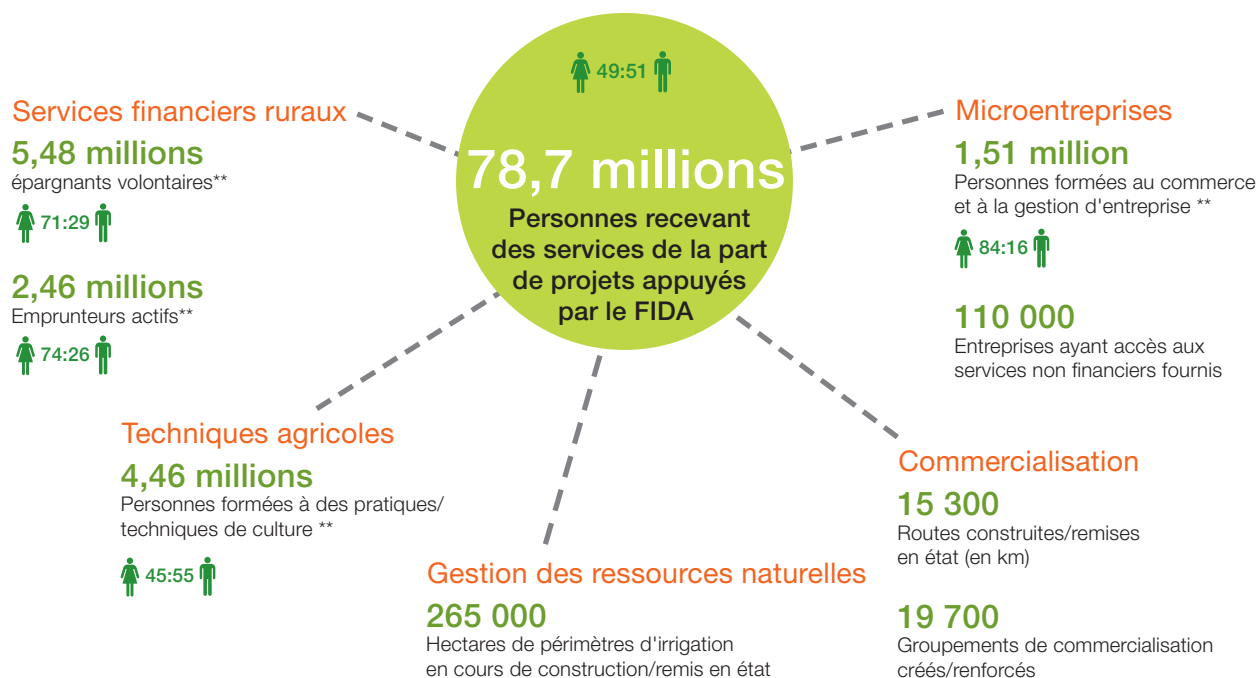 49:51
78,7 millions
Personnes recevant
des services de la part
de projets appuyés
par le FIDA
Services financiers ruraux
5,48 millions
épargnants volontaires**
71:29
2,46 millions
Emprunteurs actifs**
74:26
Techniques agricoles
4,46 millions
Personnes formées à des pratiques/
techniques de culture **
45:55
Gestion des ressources naturelles
265 000
Hectares de périmètres d'irrigation
en cours de construction/remis en état
Microentreprises
1,51 million
Personnes formées au commerce
et à la gestion d'entreprise **
84:16
110 000
Entreprises ayant accès aux
services non financiers fournis
Commercialisation
15 300
Routes construites/remises
en état (en km)
19 700
Groupements de commercialisation
créés/renforcés